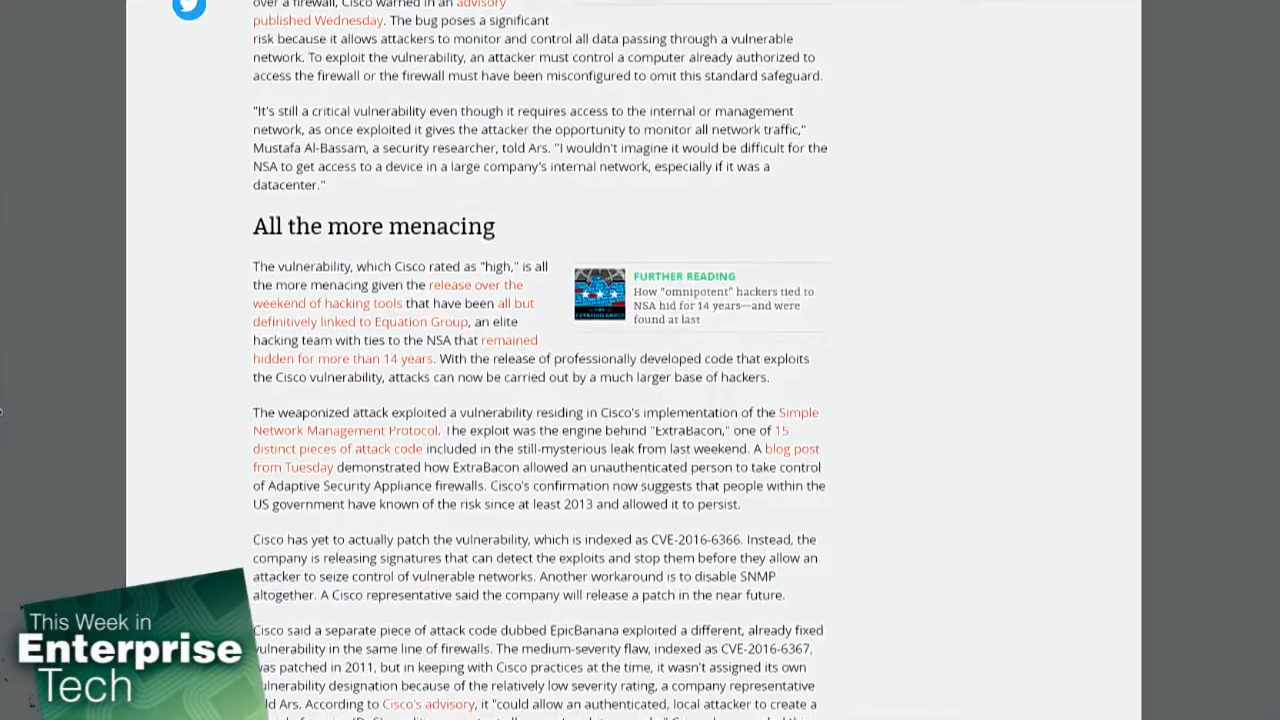 over a firewall, Cisco warned in an advisory
published Wednesday. The bug poses a significant
risk because it allows attackers to monitor and control all data passing through a vulnerable
network. To exploit the vulnerability, an attacker must control a computer already authorized to
access the firewall or the firewall must have been misconfigured to omit this standard safeguard.
"It's still a critical vulnerability even though it requires access to the internal or management
network, as once exploited it gives the attacker the opportunity to monitor all network traffic,"
Mustafa Al-Bassam, a security researcher, told Ars. "I wouldn't imagine it would be difficult for the
NSA to get access to a device in a large company's internal network, especially if it was a
datacenter."
All the more menacing
The vulnerability, which Cisco rated as "high," is all
the more menacing given the release over the
weekend of hacking tools that have been all but
definitively linked to Equation Group, an elite
hacking team with ties to the NSA that remained
hidden for more than 14 years. With the release of professionally developed code that exploits
the Cisco vulnerability, attacks can now be carried out by a much larger base of hackers.
FURTHER READING
How "omnipotent" hackers tied to
NSA hid for 14 years—and were
found at last
The weaponized attack exploited a vulnerability residing in Cisco's implementation of the Simple
Network Management Protocol. The exploit was the engine behind "ExtraBacon," one of 15
distinct pieces of attack code included in the still-mysterious leak from last weekend. A blog post
from Tuesday demonstrated how ExtraBacon allowed an unauthenticated person to take control
of Adaptive Security Appliance firewalls. Cisco's confirmation now suggests that people within the
US government have known of the risk since at least 2013 and allowed it to persist.
Cisco has yet to actually patch the vulnerability, which is indexed as CVE-2016-6366. Instead, the
company is releasing signatures that can detect the exploits and stop them before they allow an
attacker to seize control of vulnerable networks. Another workaround is to disable SNMP
altogether. A Cisco representative said the company will release a patch in the near future.
Cisco said a separate piece of attack code dubbed EpicBanana exploited a different, already fixed
vulnerability in the same line of firewalls. The medium-severity flaw, indexed as CVE-2016-6367,
was patched in 2011, but in keeping with Cisco practices at the time, it wasn't assigned its own
vulnerability designation because of the relatively low severity rating, a company representative
ld Ars. According to Cisco's advisory, it "could allow an authenticated, local attacker to create a
This Week in
Enterprise
Tech